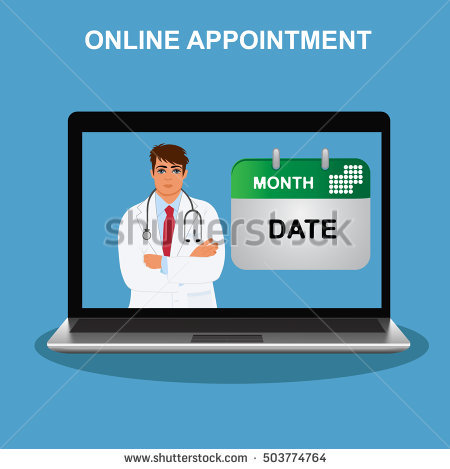 ONLINE APPOINTMENT
MONTH
DATE
shutterstock
www.shutterstock.com · 503774764